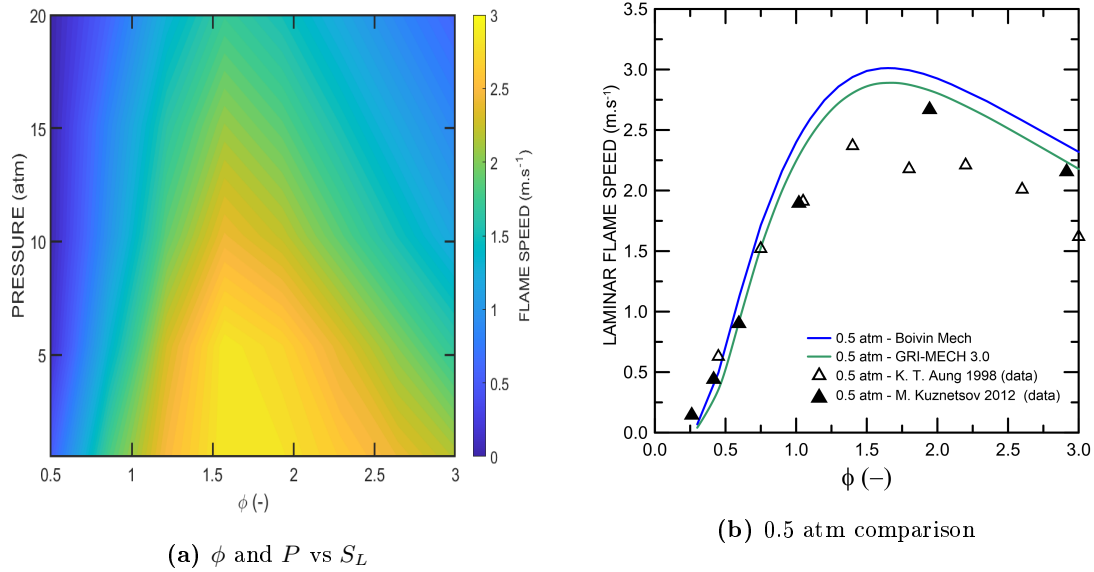 20
15
10
5
PRESSURE (atm)
0.5 1 1.5 2 2.5 3
ϕ (-)
3
2.5
2
1.5
1
0.5
0
FLAME SPEED (m.s⁻¹)
(a) ϕ and P vs S_L
3.5
3.0
2.5
2.0
1.5
1.0
0.5
0.0
LAMINAR FLAME SPEED (m.s⁻¹)
0.5 atm - Boivin Mech
0.5 atm - GRI-MECH 3.0
0.5 atm - K. T. Aung 1998 (data)
0.5 atm - M. Kuznetsov 2012 (data)
0.0 0.5 1.0 1.5 2.0 2.5 3.0
ϕ (–)
(b) 0.5 atm comparison